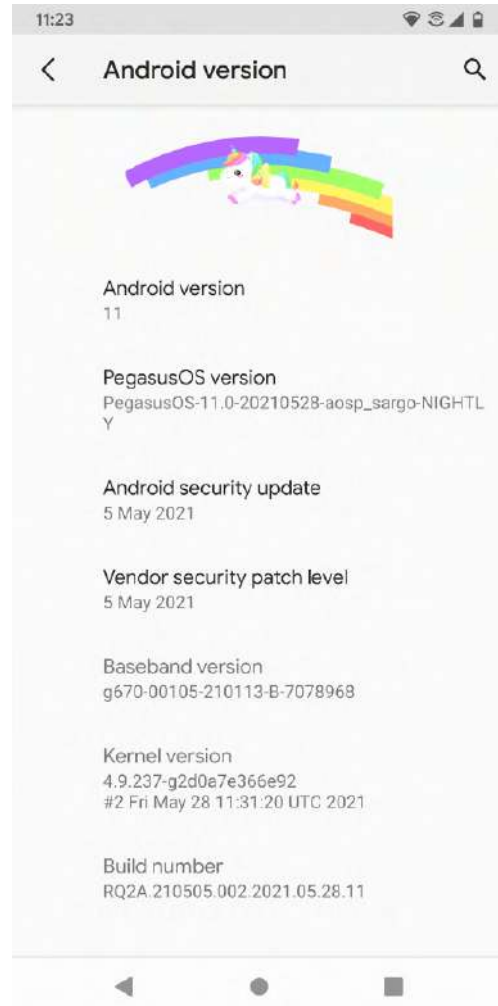 11:23
Android version
Android version
11
PegasusOS version
PegasusOS-11.0-20210528-aosp_sargo-NIGHTL
Y
Android security update
5 May 2021
Vendor security patch level
5 May 2021
Baseband version
g670-00105-210113-B-7078968
Kernel version
4.9.237-g2d0a7e366e92
#2 Fri May 28 11:31:20 UTC 2021
Build number
RQ2A.210505.002.2021.05.28.11